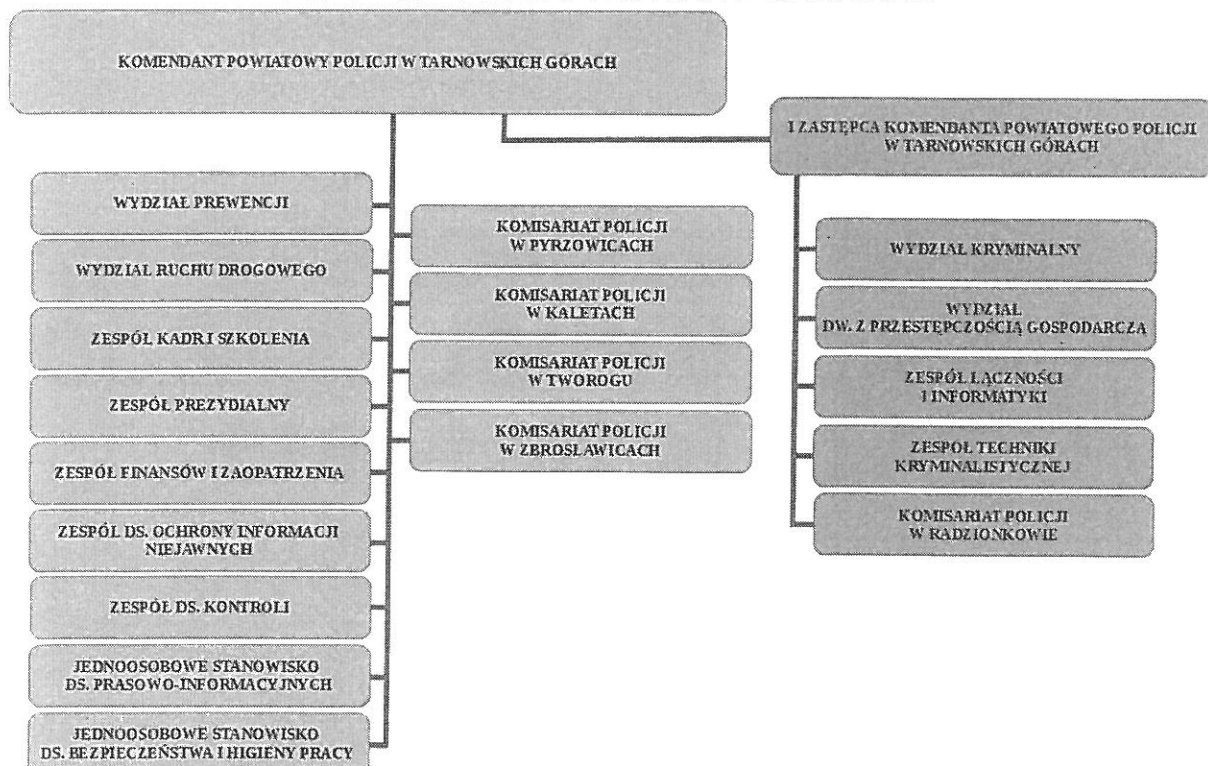 KOMENDANT POWIATOWY POLICJI W TARNOWSKICH GÓRACH
I ZASTĘPCA KOMENDANTA POWIATOWEGO POLICJI
W TARNOWSKICH GÓRACH
WYDZIAŁ PREWENCJI
WYDZIAŁ RUCHU DROGOWEGO
ZESPÓŁ KADR I SZKOLENIA
ZESPÓŁ PREZYDIALNY
ZESPÓŁ FINANSÓW I ZAOPATRZENIA
ZESPÓŁ DS. OCHRONY INFORMACJI
NIEJAWNYCH
ZESPÓŁ DS. KONTROLI
JEDNOOSOBOWE STANOWISKO
DS. PRASOWO-INFORMACYJNYCH
JEDNOOSOBOWE STANOWISKO
DS. BEZPIECZEŃSTWA I HIGIENY PRACY
KOMISARIAT POLICJI
W PYRZOWICACH
KOMISARIAT POLICJI
W KALETACH
KOMISARIAT POLICJI
W TWOROGU
KOMISARIAT POLICJI
W ZBROSŁAWICACH
WYDZIAŁ KRYMINALNY
WYDZIAŁ
DW. Z PRZESTĘPCZOŚCIĄ GOSPODARCZA
ZESPÓŁ ŁĄCZNOŚCI
I INFORMATYKI
ZESPÓŁ TECHNIKI
KRYMINALISTYCZNEJ
KOMISARIAT POLICJI
W RADZIONKOWIE